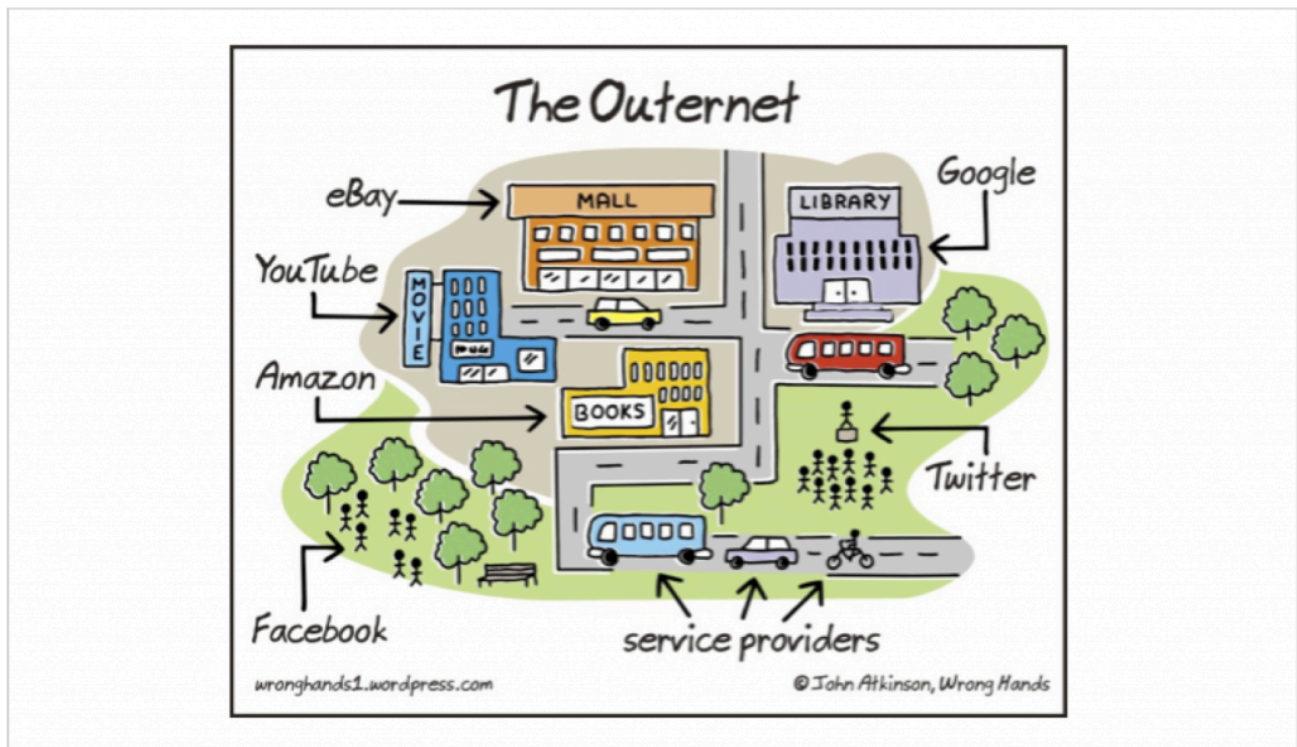 The Outernet
eBay
MALL
LIBRARY
Google
YouTube
MOVIE
Amazon
BOOKS
Twitter
Facebook
service providers
wronghands1.wordpress.com
© John Atkinson, Wrong Hands